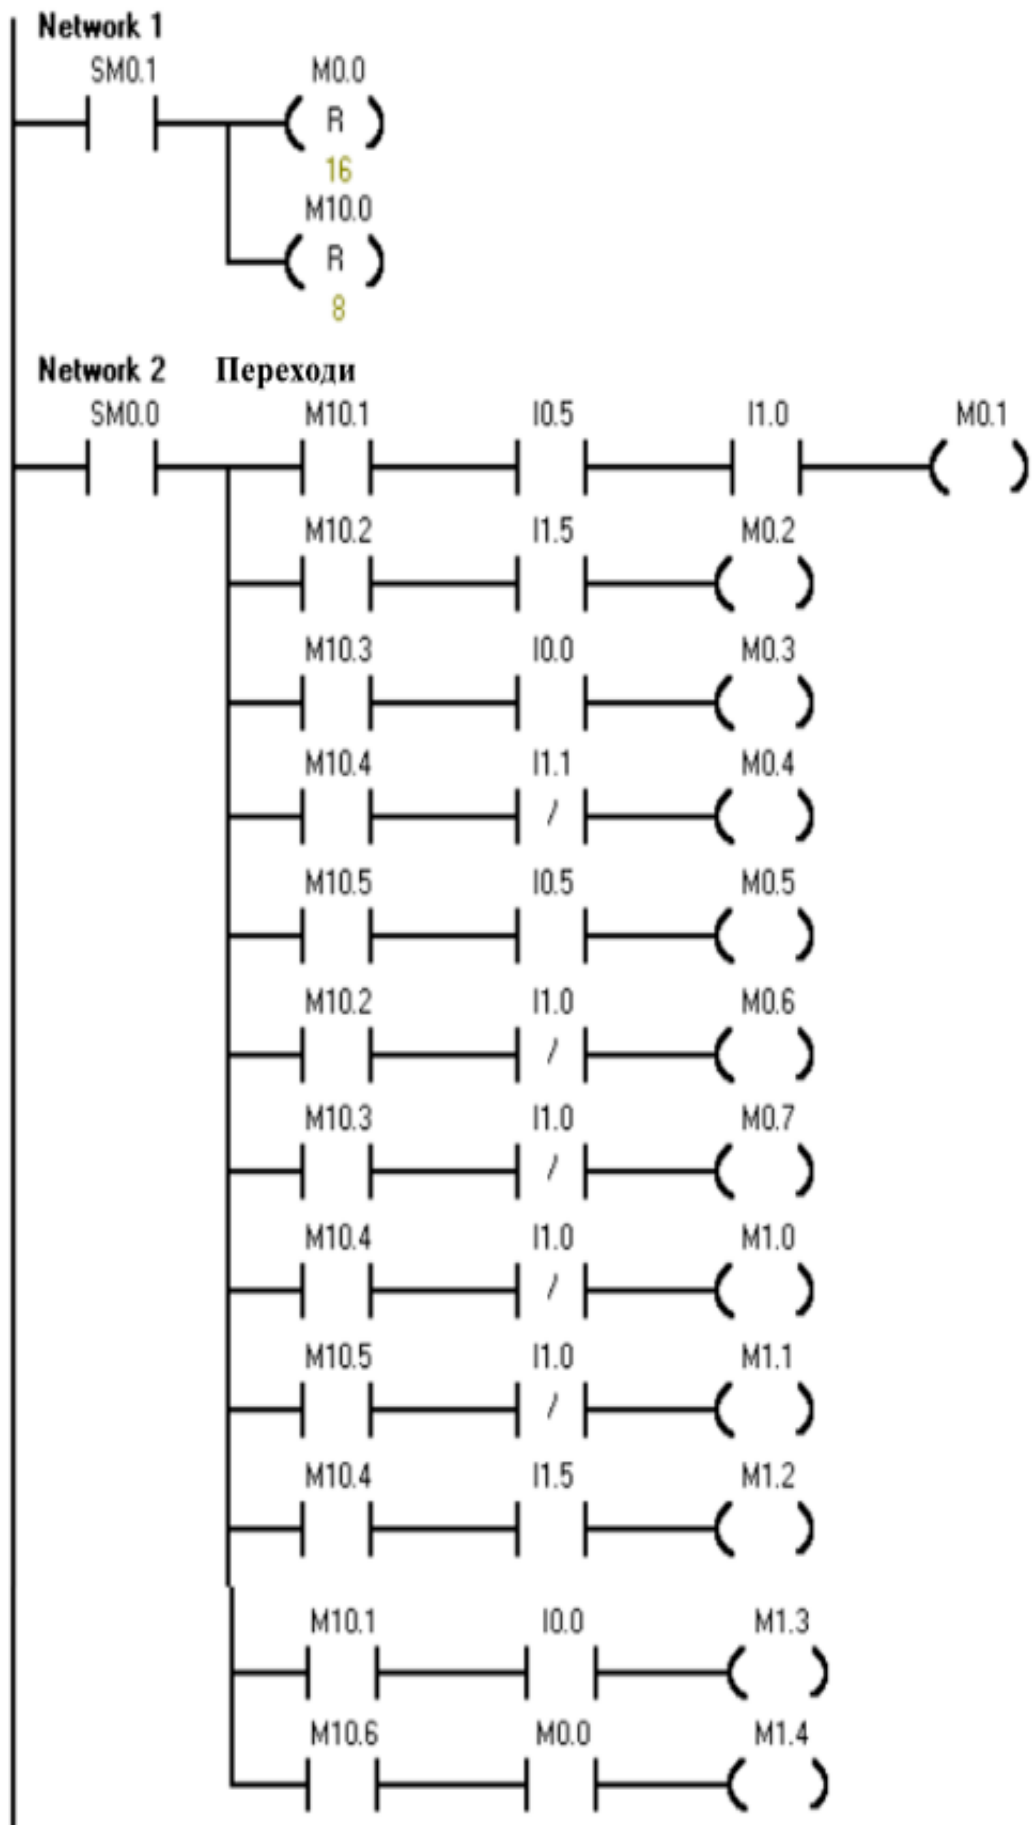 Network 1
SM0.1 M0.0
R
16
M10.0
R
8
Network 2 Переходи
SM0.0 M10.1 I0.5 I1.0 M0.1
M10.2 I1.5 M0.2
M10.3 I0.0 M0.3
M10.4 I1.1 M0.4
/
M10.5 I0.5 M0.5
M10.2 I1.0 M0.6
/
M10.3 I1.0 M0.7
/
M10.4 I1.0 M1.0
/
M10.5 I1.0 M1.1
/
M10.4 I1.5 M1.2
M10.1 I0.0 M1.3
M10.6 M0.0 M1.4